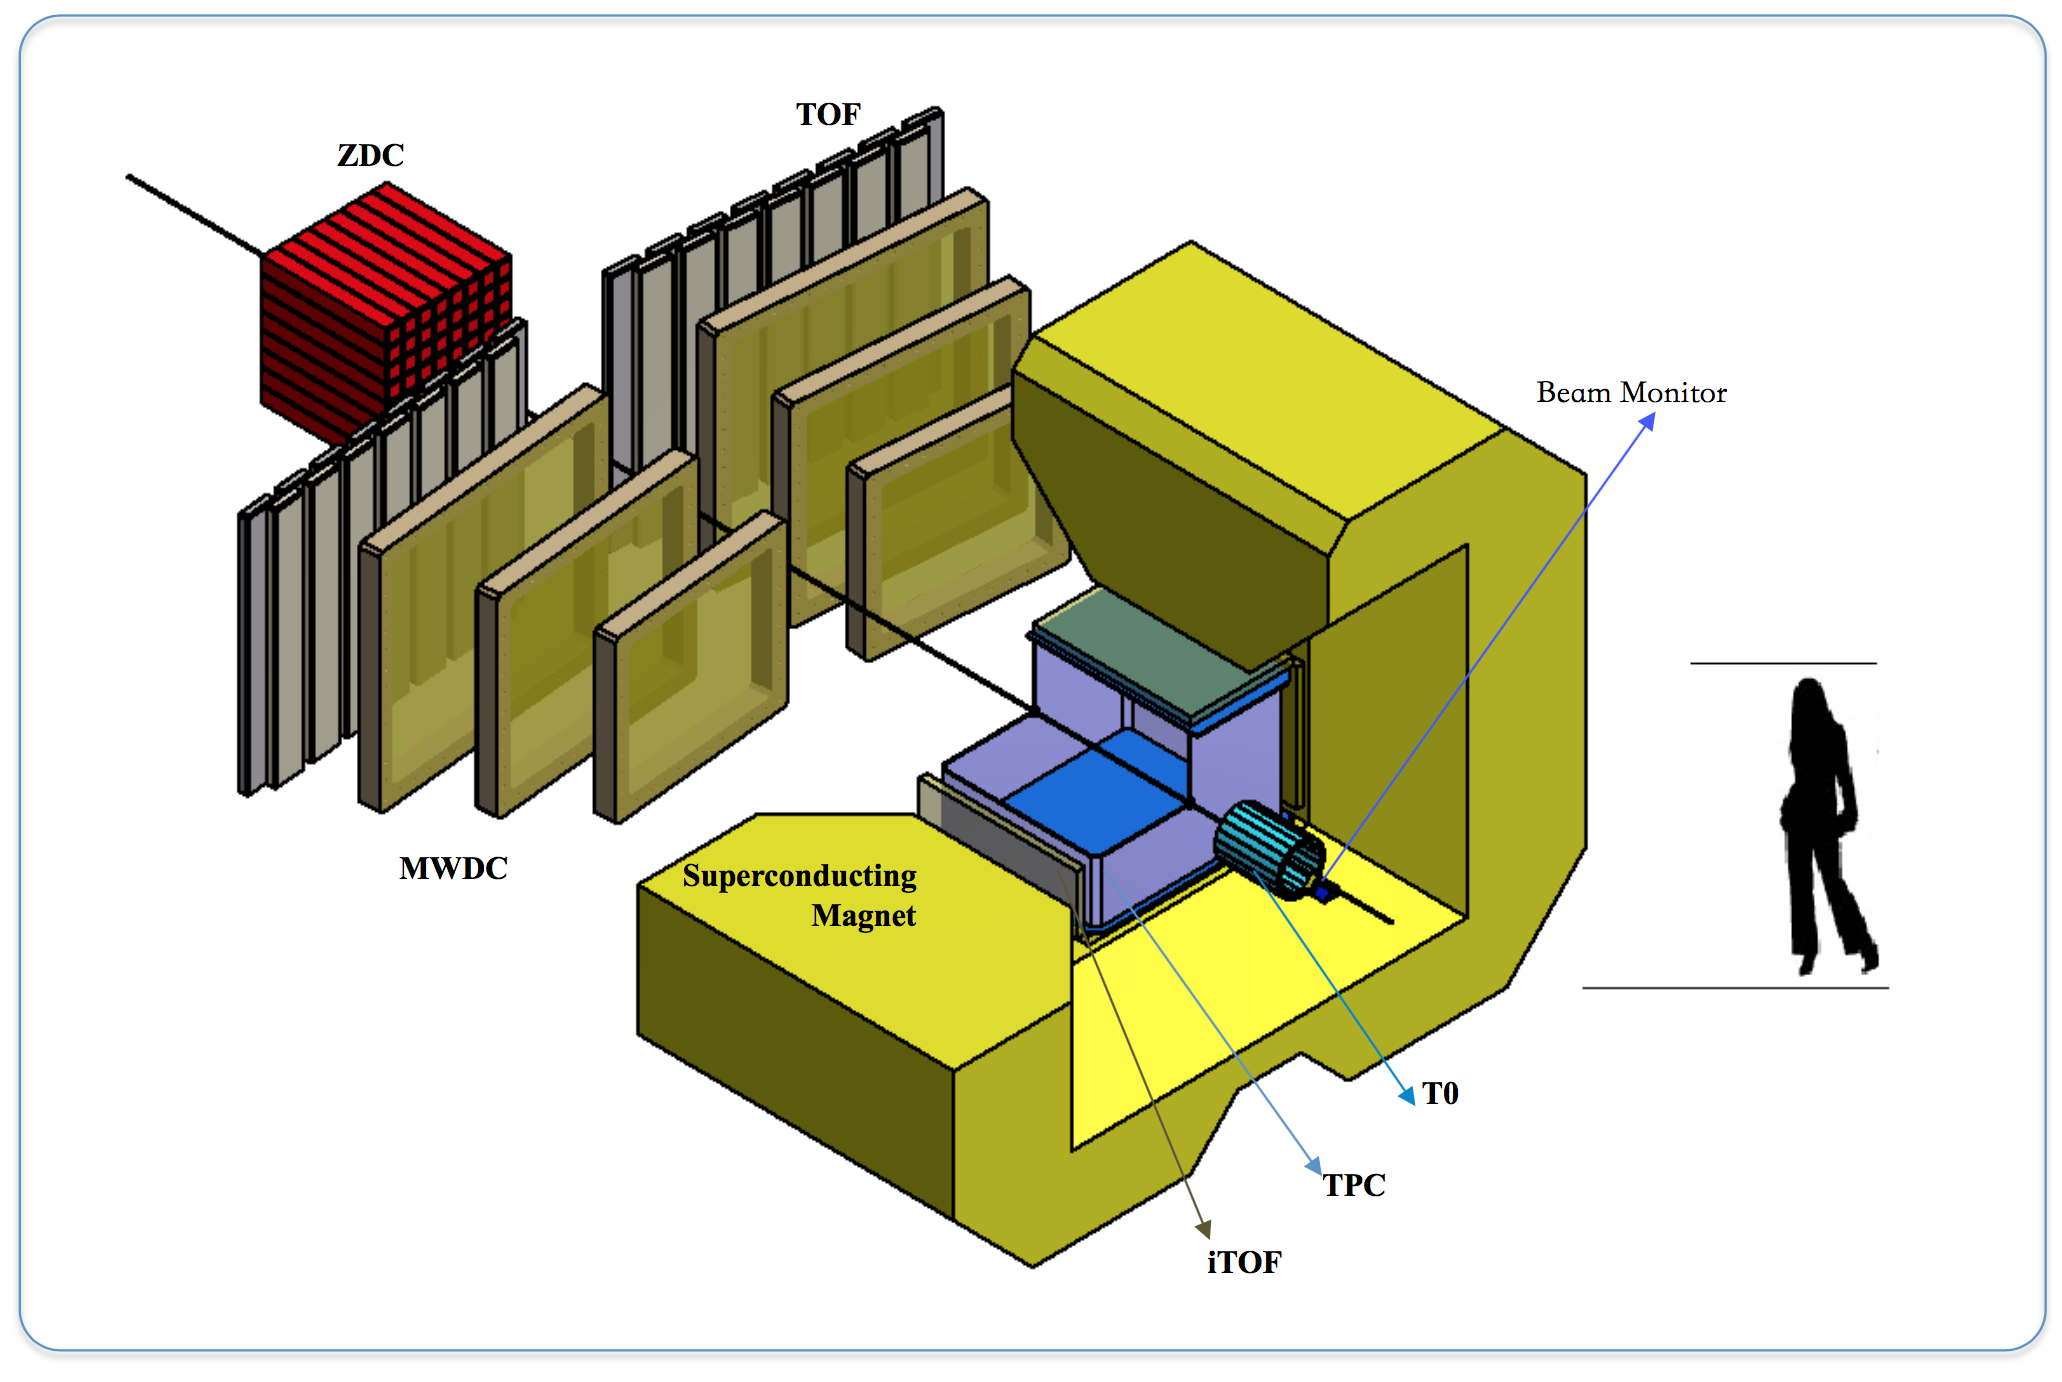 TOF
ZDC
Beam Monitor
MWDC
Superconducting
Magnet
T0
TPC
iTOF